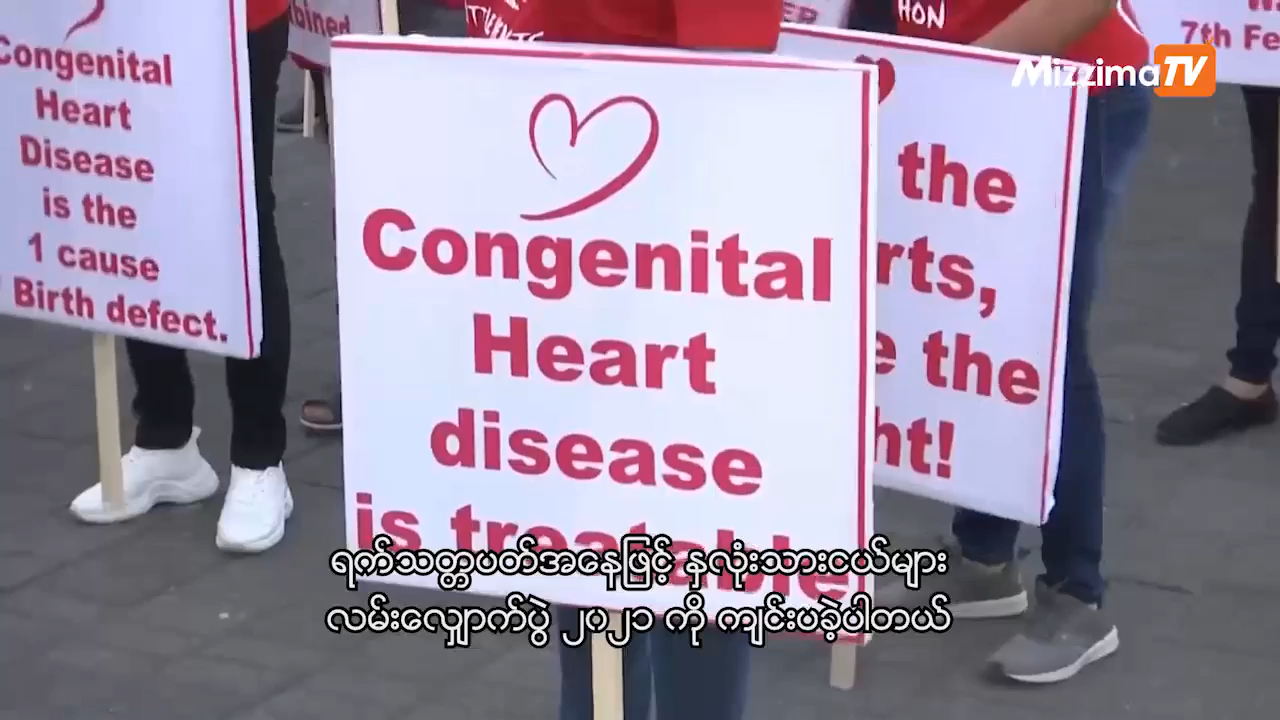 Congenital
Heart
Disease
is the
1 cause
Birth defect.
Congenital
Heart
disease
is treatable
the
the
7th Fe
HON
MizzimaTV
ရက်သတ္တပတ်အနေဖြင့် နှလုံးသားငယ်များ
လမ်းလျှောက်ပွဲ ၂၀၂၁ ကို ကျင်းပခဲ့ပါတယ်